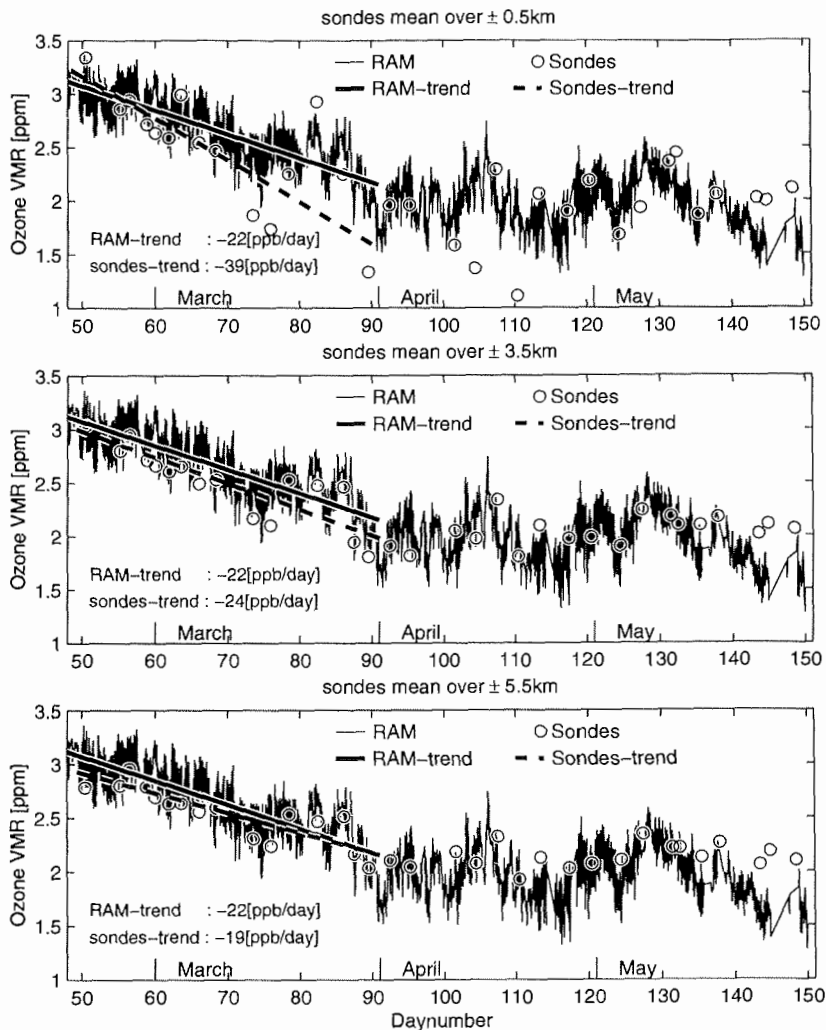 sondes mean over ± 0.5km
3.5
3
2.5
2
1.5
1
Ozone VMR [ppm]
RAM
Sondes
RAM−trend
Sondes−trend
RAM−trend : −22[ppb/day]
sondes−trend : −39[ppb/day]
March
April
May
50 60 70 80 90 100 110 120 130 140 150
sondes mean over ± 3.5km
3.5
3
2.5
2
1.5
1
Ozone VMR [ppm]
RAM
Sondes
RAM−trend
Sondes−trend
RAM−trend : −22[ppb/day]
sondes−trend : −24[ppb/day]
March
April
May
50 60 70 80 90 100 110 120 130 140 150
sondes mean over ± 5.5km
3.5
3
2.5
2
1.5
1
Ozone VMR [ppm]
RAM
Sondes
RAM−trend
Sondes−trend
RAM−trend : −22[ppb/day]
sondes−trend : −19[ppb/day]
March
April
May
50 60 70 80 90 100 110 120 130 140 150
Daynumber